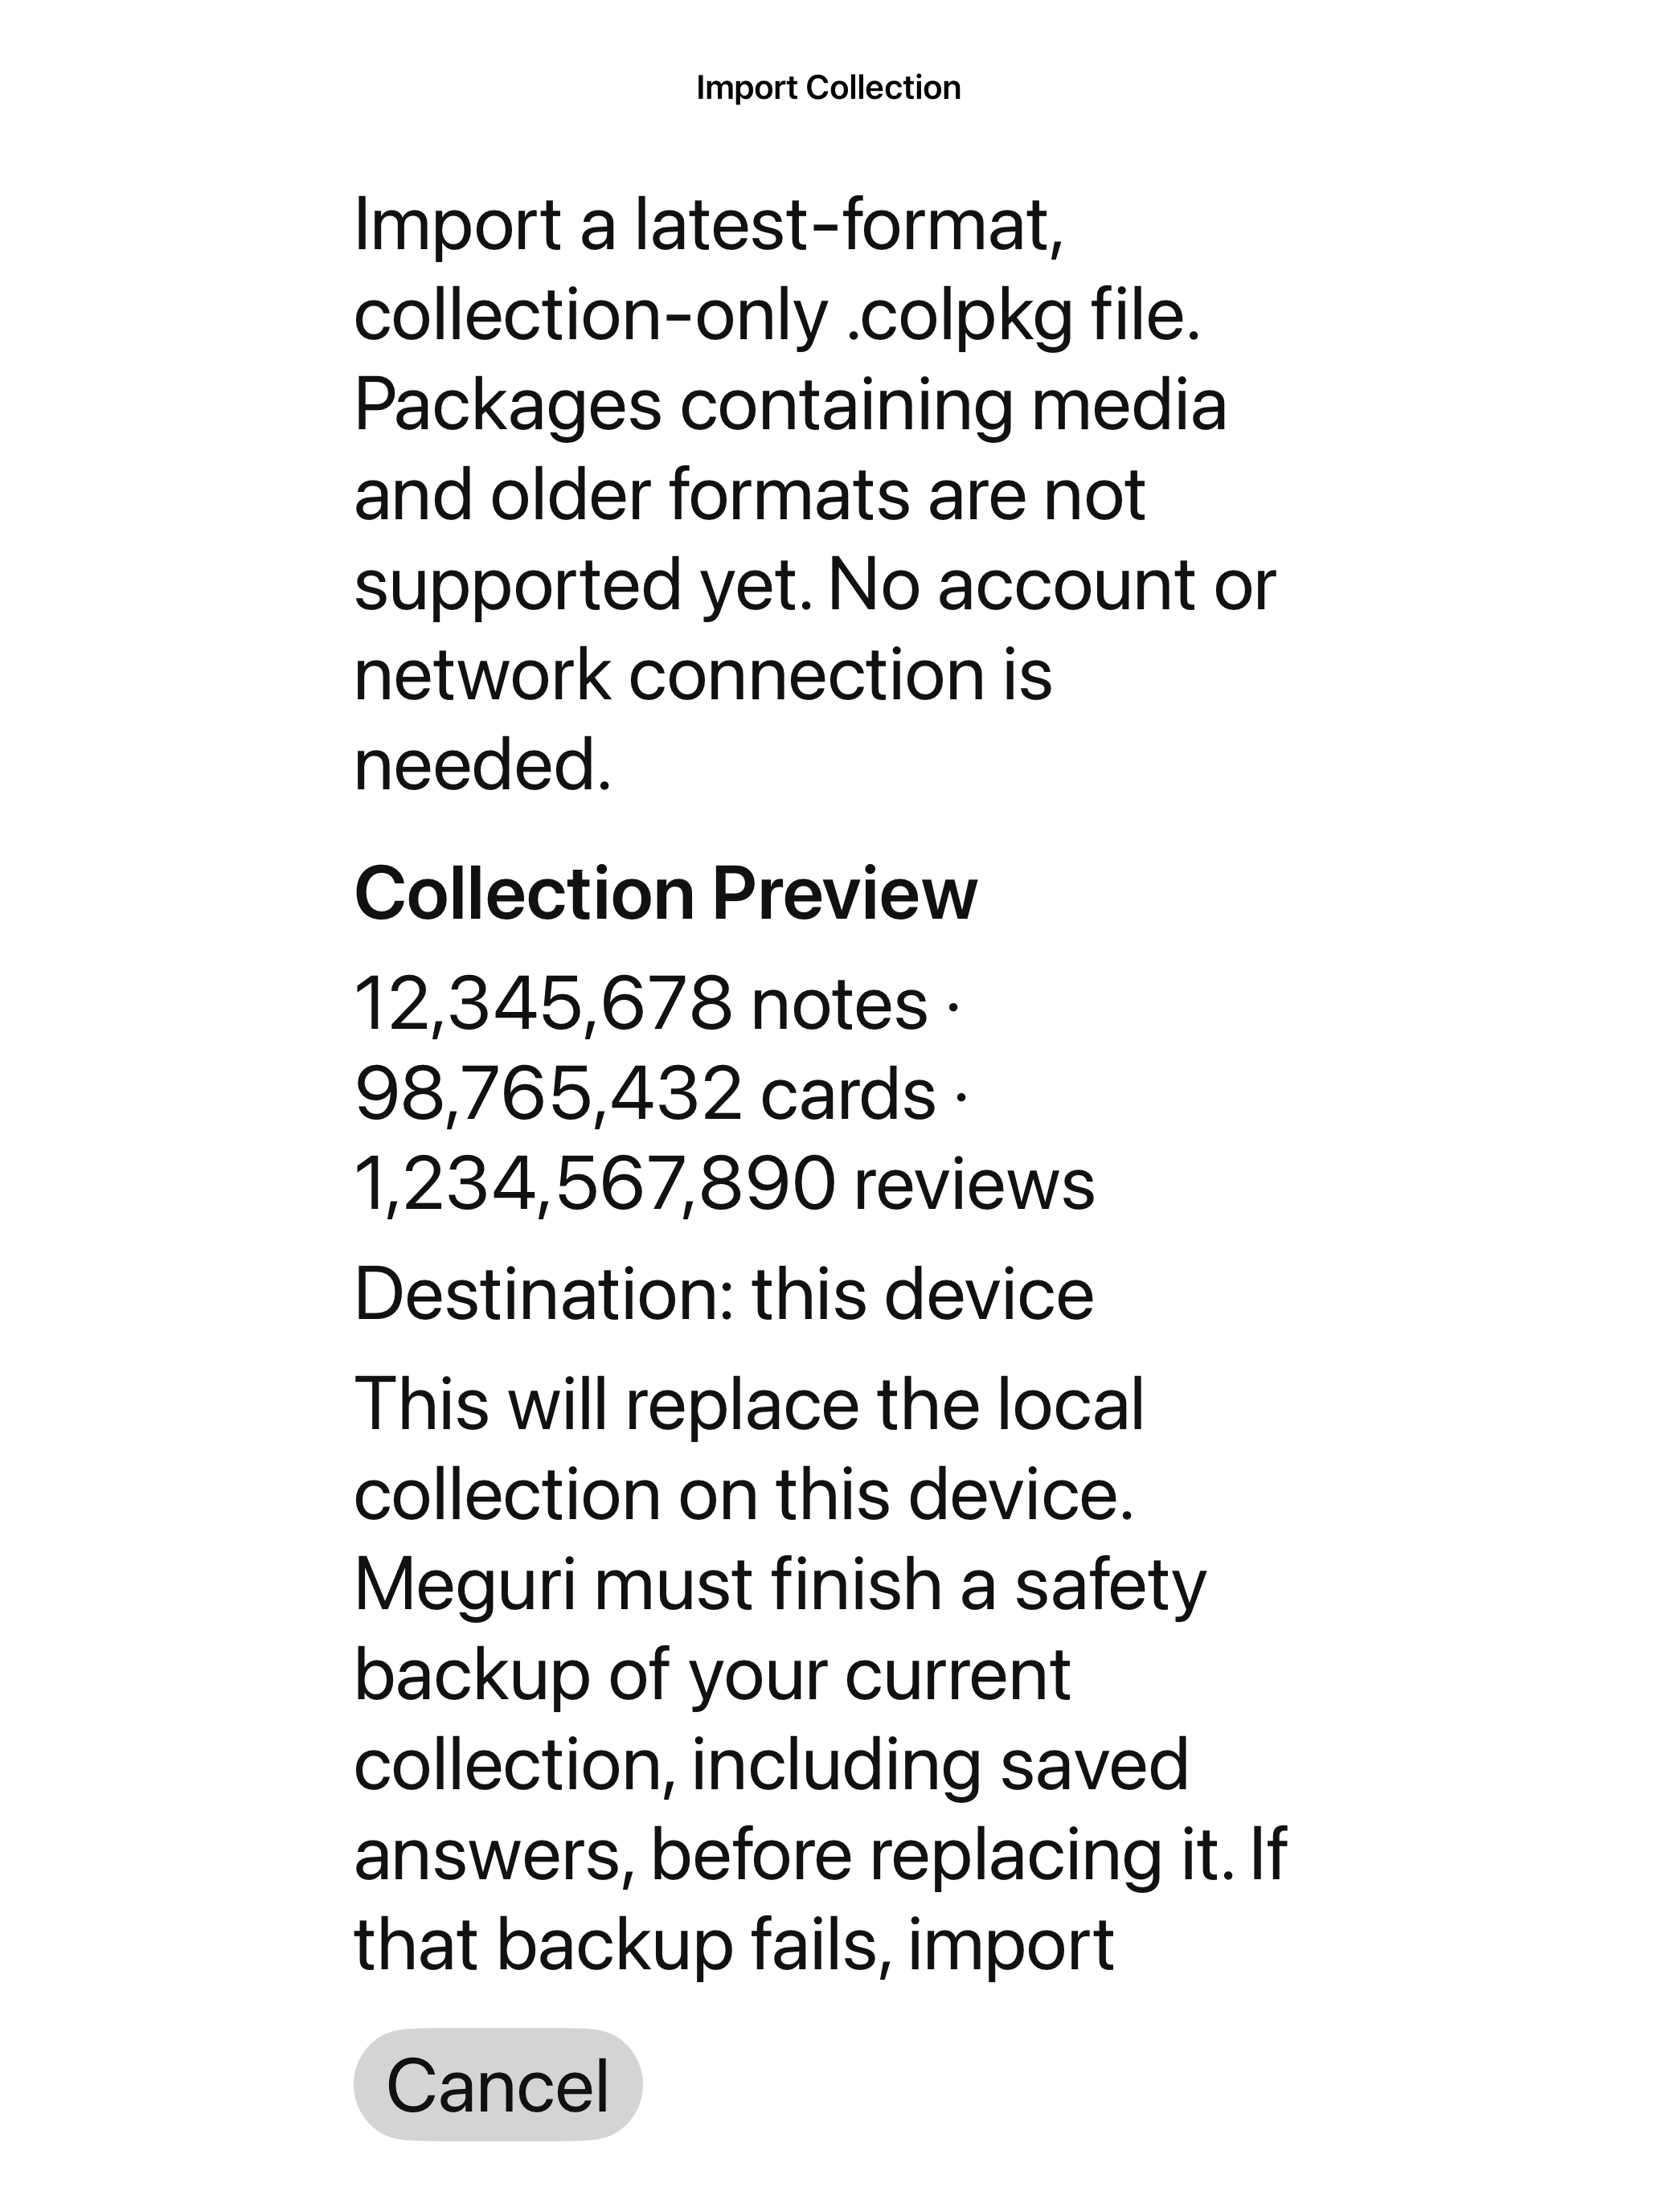 Import Collection
Import a latest-format,
collection-only .colpkg file.
Packages containing media
and older formats are not
supported yet. No account or
network connection is
needed.
Collection Preview
12,345,678 notes ·
98,765,432 cards ·
1,234,567,890 reviews
Destination: this device
This will replace the local
collection on this device.
Meguri must finish a safety
backup of your current
collection, including saved
answers, before replacing it. If
that backup fails, import
Cancel